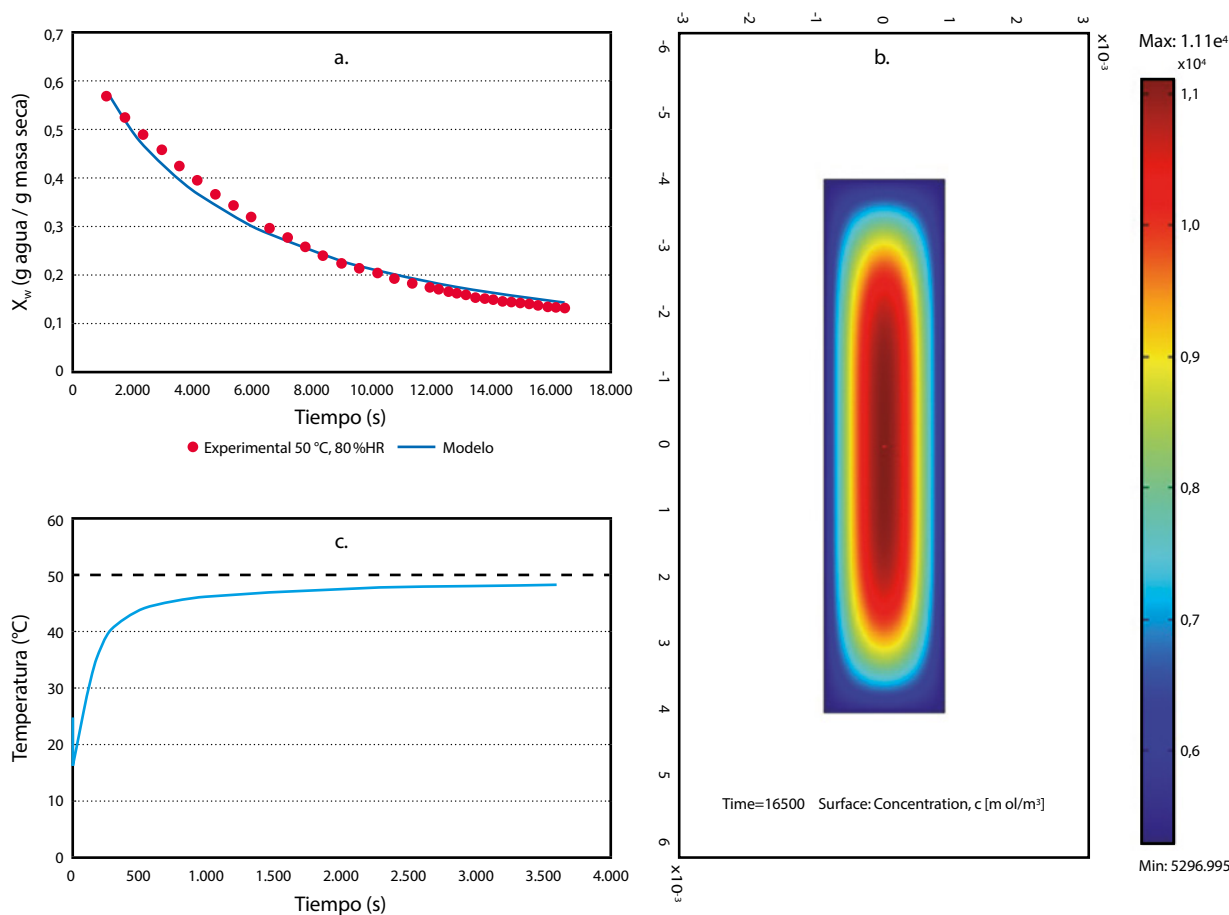 a.
0,7
0,6
0,5
0,4
0,3
0,2
0,1
0
X_w (g agua / g masa seca)
0 2.000 4.000 6.000 8.000 10.000 12.000 14.000 16.000 18.000
Tiempo (s)
Experimental 50 °C, 80 %HR Modelo
b.
-3 -2 -1 0 1 2 3
x10⁻³
-6
-5
-4
-3
-2
-1
0
1
2
3
4
5
6
x10⁻³
Time=16500 Surface: Concentration, c [m ol/m³]
Max: 1.11e⁴
x10⁴
1,1
1,0
0,9
0,8
0,7
0,6
Min: 5296.995
c.
60
50
40
30
20
10
0
Temperatura (°C)
0 500 1.000 1.500 2.000 2.500 3.000 3.500 4.000
Tiempo (s)